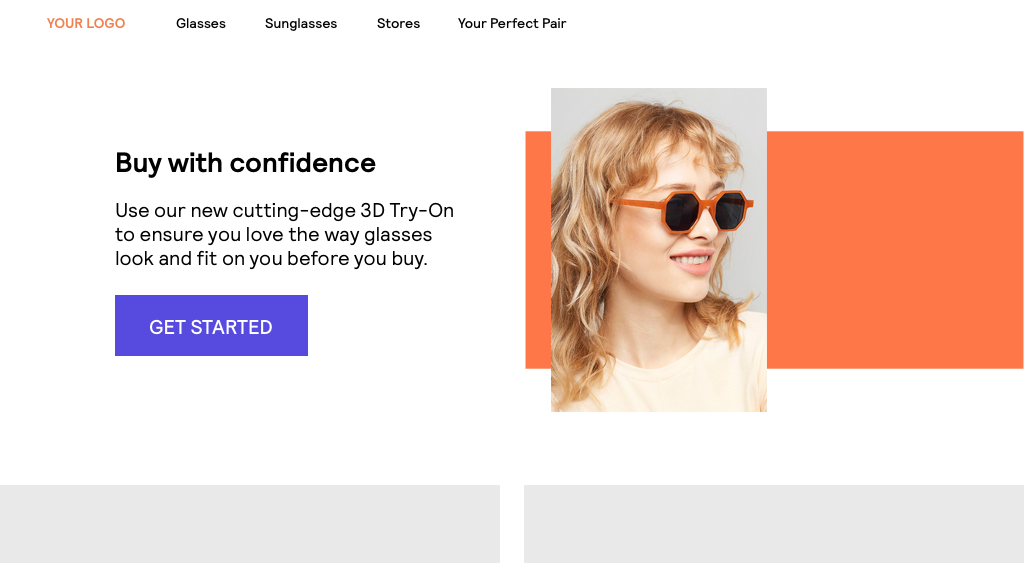 YOUR LOGO Glasses Sunglasses Stores Your Perfect Pair
Buy with confidence
Use our new cutting-edge 3D Try-On
to ensure you love the way glasses
look and fit on you before you buy.
GET STARTED